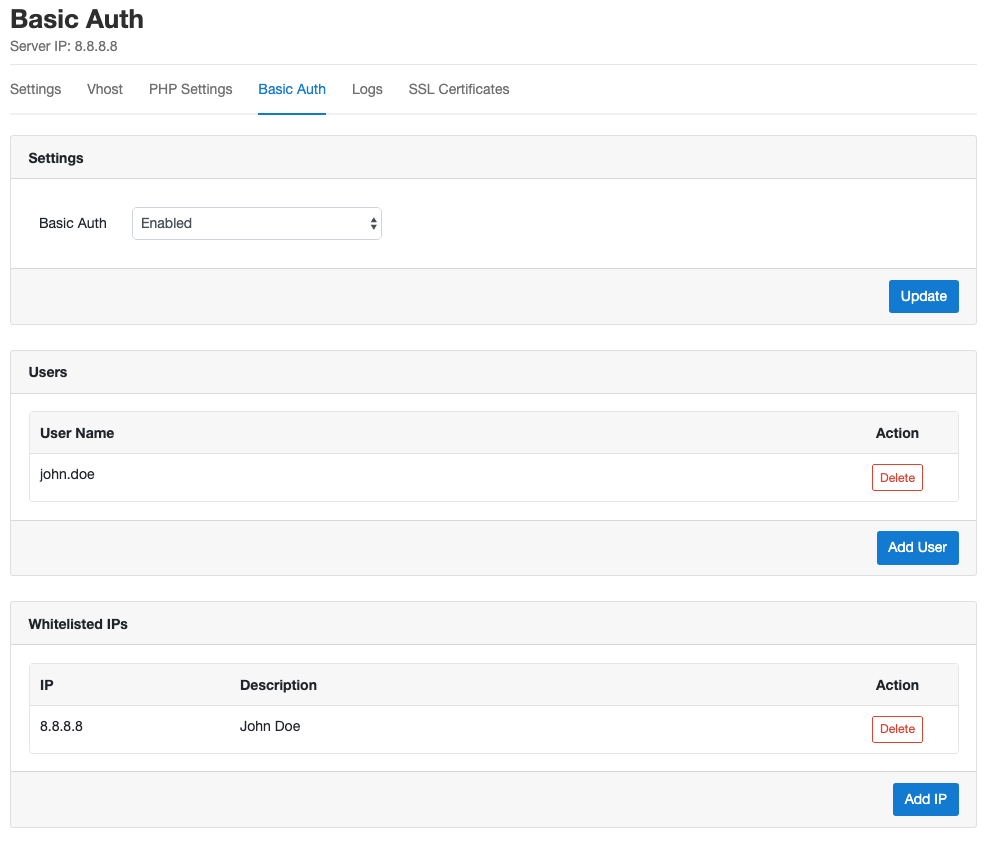 Basic Auth
Server IP: 8.8.8.8
Settings Vhost PHP Settings Basic Auth Logs SSL Certificates
Settings
Basic Auth Enabled
Update
Users
User Name Action
john.doe Delete
Add User
Whitelisted IPs
IP Description Action
8.8.8.8 John Doe Delete
Add IP